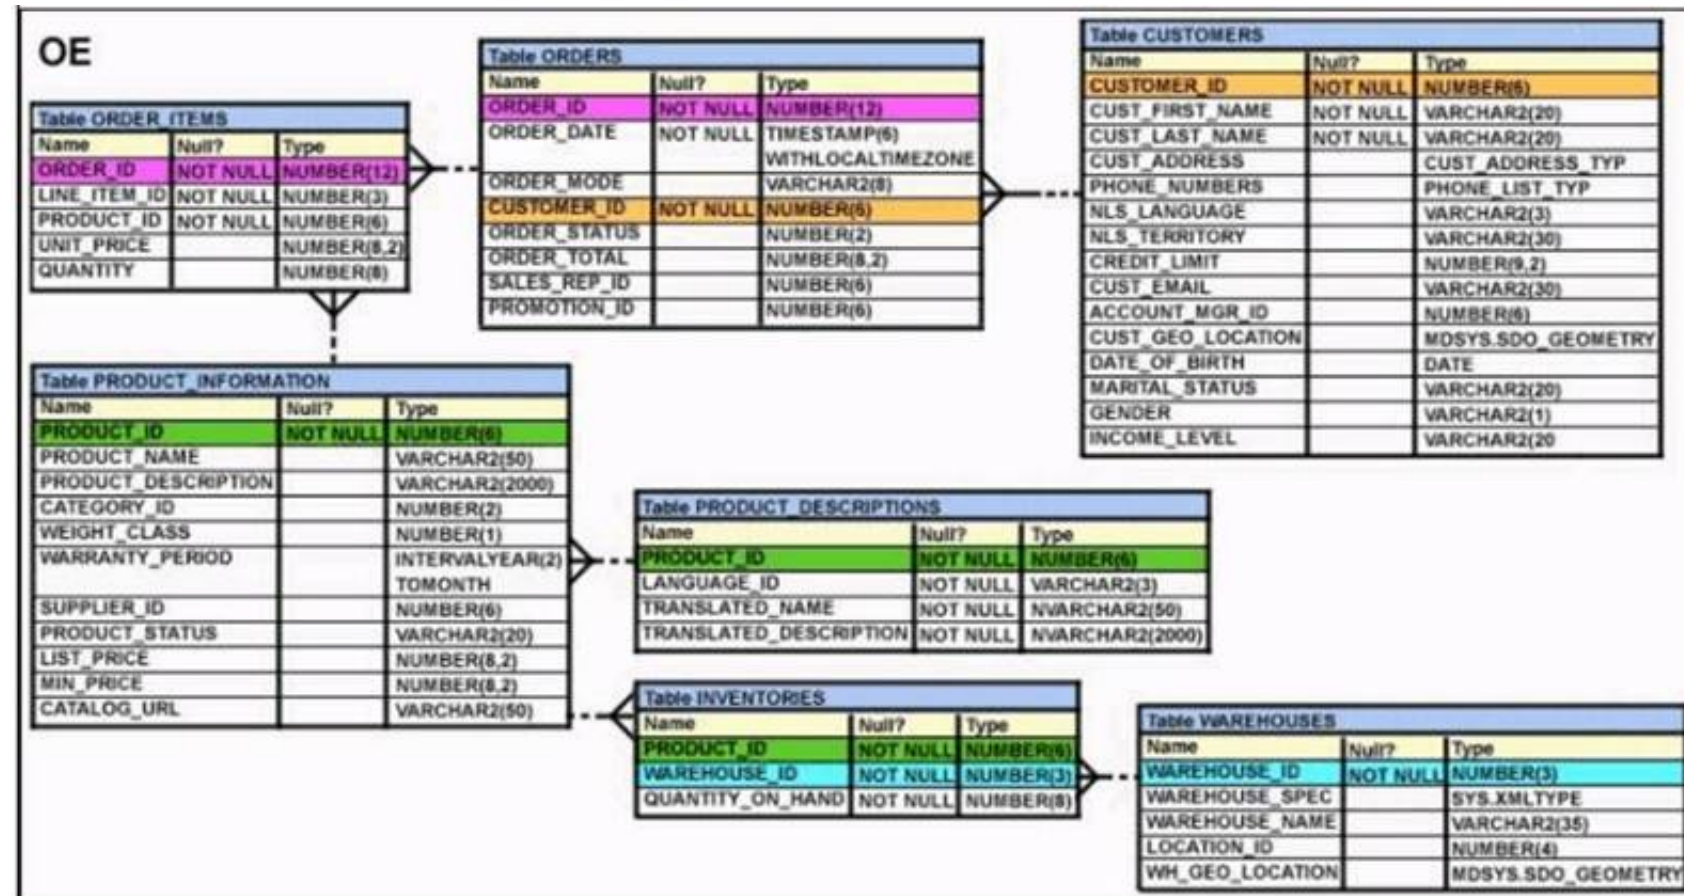 OE
Table ORDER_ITEMS
Name Null? Type
ORDER_ID NOT NULL NUMBER(12)
LINE_ITEM_ID NOT NULL NUMBER(3)
PRODUCT_ID NOT NULL NUMBER(6)
UNIT_PRICE NUMBER(8,2)
QUANTITY NUMBER(8)
Table ORDERS
Name Null? Type
ORDER_ID NOT NULL NUMBER(12)
ORDER_DATE NOT NULL TIMESTAMP(6)
WITHLOCALTIMEZONE
ORDER_MODE VARCHAR2(8)
CUSTOMER_ID NOT NULL NUMBER(6)
ORDER_STATUS NUMBER(2)
ORDER_TOTAL NUMBER(8,2)
SALES_REP_ID NUMBER(6)
PROMOTION_ID NUMBER(6)
Table CUSTOMERS
Name Null? Type
CUSTOMER_ID NOT NULL NUMBER(6)
CUST_FIRST_NAME NOT NULL VARCHAR2(20)
CUST_LAST_NAME NOT NULL VARCHAR2(20)
CUST_ADDRESS CUST_ADDRESS_TYP
PHONE_NUMBERS PHONE_LIST_TYP
NLS_LANGUAGE VARCHAR2(3)
NLS_TERRITORY VARCHAR2(30)
CREDIT_LIMIT NUMBER(9,2)
CUST_EMAIL VARCHAR2(30)
ACCOUNT_MGR_ID NUMBER(6)
CUST_GEO_LOCATION MDSYS.SDO_GEOMETRY
DATE_OF_BIRTH DATE
MARITAL_STATUS VARCHAR2(20)
GENDER VARCHAR2(1)
INCOME_LEVEL VARCHAR2(20
Table PRODUCT_INFORMATION
Name Null? Type
PRODUCT_ID NOT NULL NUMBER(6)
PRODUCT_NAME VARCHAR2(50)
PRODUCT_DESCRIPTION VARCHAR2(2000)
CATEGORY_ID NUMBER(2)
WEIGHT_CLASS NUMBER(1)
WARRANTY_PERIOD INTERVALYEAR(2)
TOMONTH
SUPPLIER_ID NUMBER(6)
PRODUCT_STATUS VARCHAR2(20)
LIST_PRICE NUMBER(8,2)
MIN_PRICE NUMBER(8,2)
CATALOG_URL VARCHAR2(50)
Table PRODUCT_DESCRIPTIONS
Name Null? Type
PRODUCT_ID NOT NULL NUMBER(6)
LANGUAGE_ID NOT NULL VARCHAR2(3)
TRANSLATED_NAME NOT NULL NVARCHAR2(50)
TRANSLATED_DESCRIPTION NOT NULL NVARCHAR2(2000)
Table INVENTORIES
Name Null? Type
PRODUCT_ID NOT NULL NUMBER(6)
WAREHOUSE_ID NOT NULL NUMBER(3)
QUANTITY_ON_HAND NOT NULL NUMBER(8)
Table WAREHOUSES
Name Null? Type
WAREHOUSE_ID NOT NULL NUMBER(3)
WAREHOUSE_SPEC SYS.XMLTYPE
WAREHOUSE_NAME VARCHAR2(35)
LOCATION_ID NUMBER(4)
WH_GEO_LOCATION MDSYS.SDO_GEOMETRY